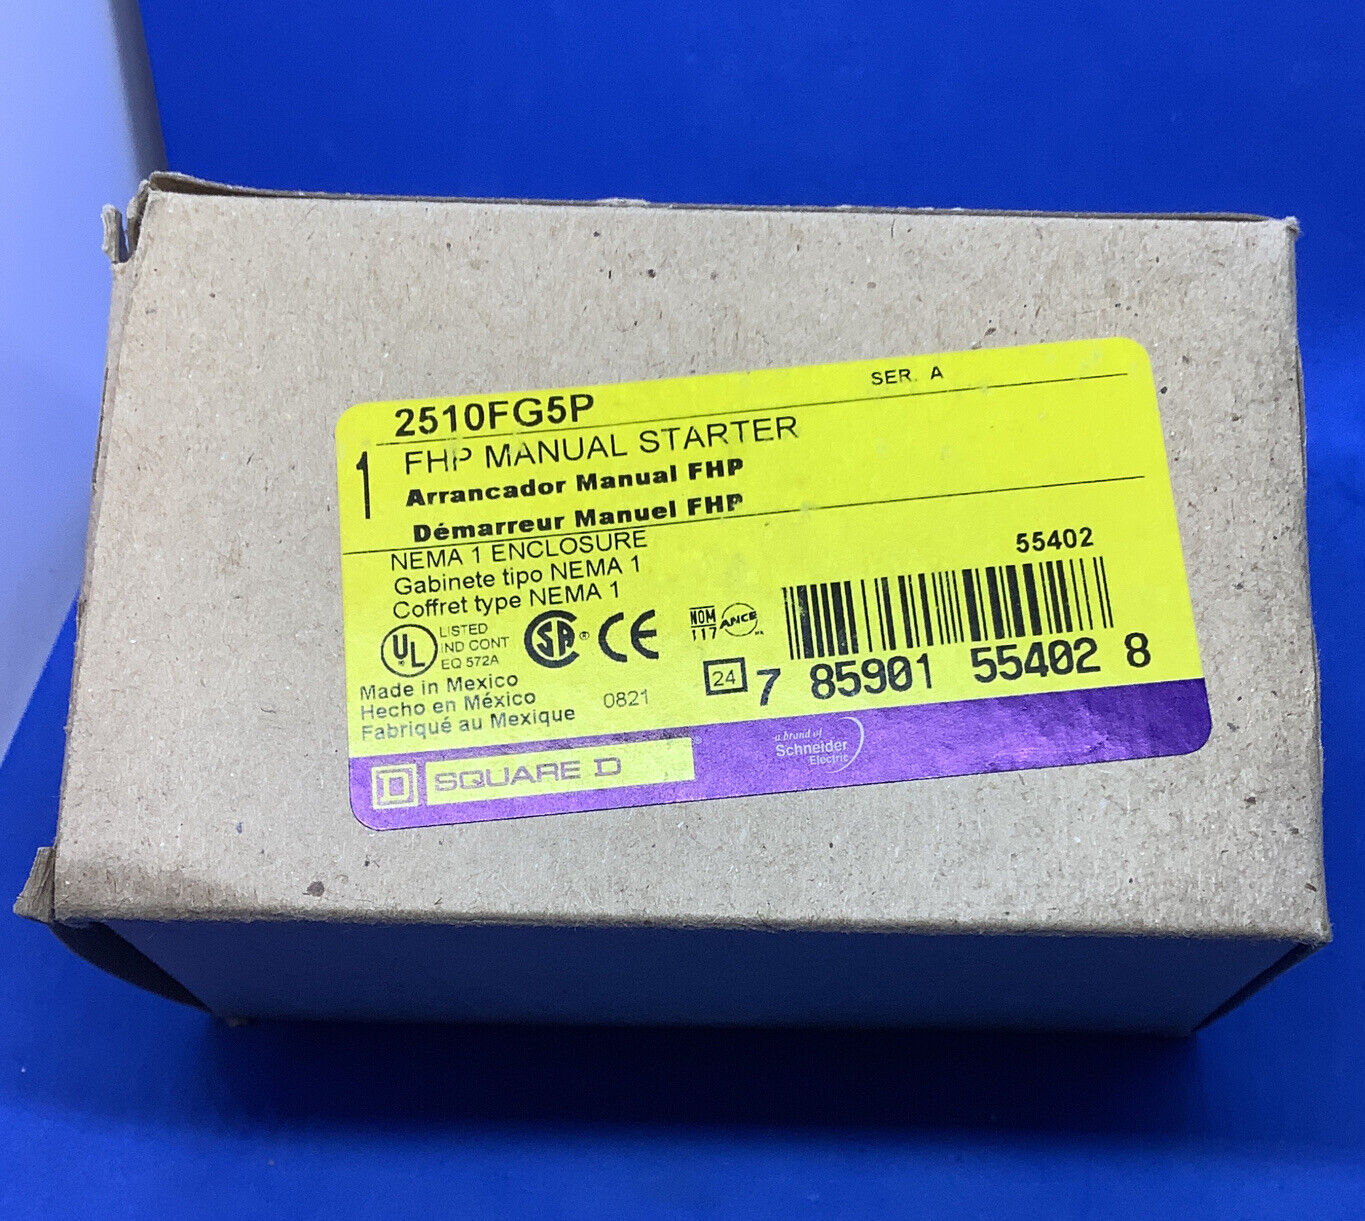 SER. A
2510FG5P
1
FHP MANUAL STARTER
Arrancador Manual FHP
Démarreur Manuel FHP
NEMA 1 ENCLOSURE
Gabinete tipo NEMA 1
Coffret type NEMA 1
55402
UL
LISTED
IND CONT
EQ 572A
SA ®
CE
NOM
117
ANCE
Made in Mexico
Hecho en México
Fabriqué au Mexique
0821
24
7 85901 55402 8
D SQUARE D ®
a brand of
Schneider
Electric